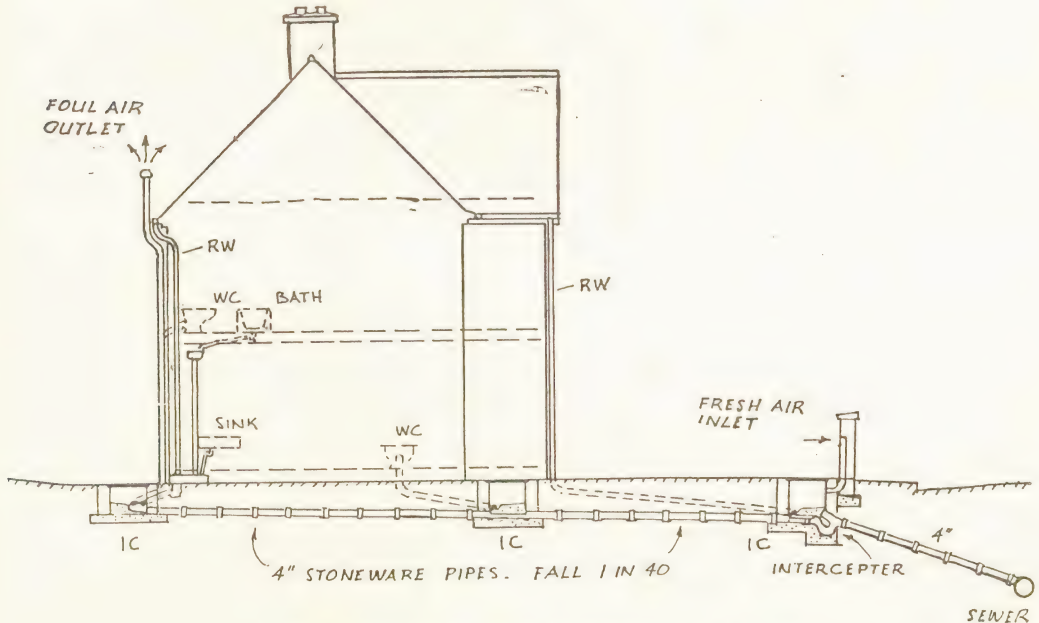 FOUL AIR
OUTLET
RW
RW
WC BATH
FRESH AIR
INLET
SINK
WC
IC
IC
IC
4"
4" STONEWARE PIPES. FALL 1 IN 40
INTERCEPTER
SEWER